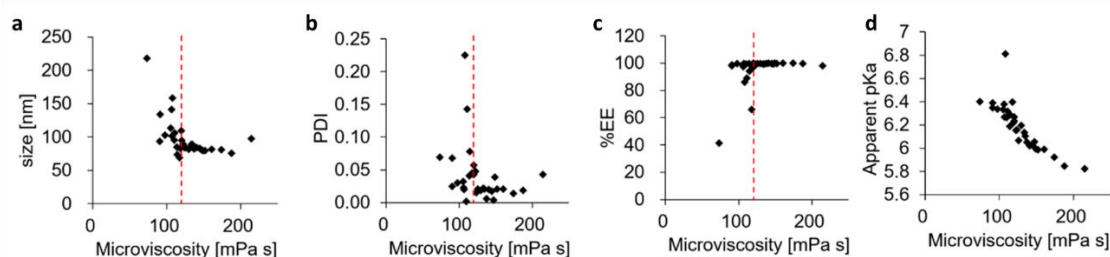 a
250
200
150
100
50
0
size [nm]
0 100 200
Microviscosity [mPa s]
b
0.25
0.20
0.15
0.10
0.05
0.00
PDI
0 100 200
Microviscosity [mPa s]
c
120
100
80
60
40
20
0
%EE
0 100 200
Microviscosity [mPa s]
d
7
6.8
6.6
6.4
6.2
6
5.8
5.6
Apparent pKa
0 100 200
Microviscosity [mPa s]